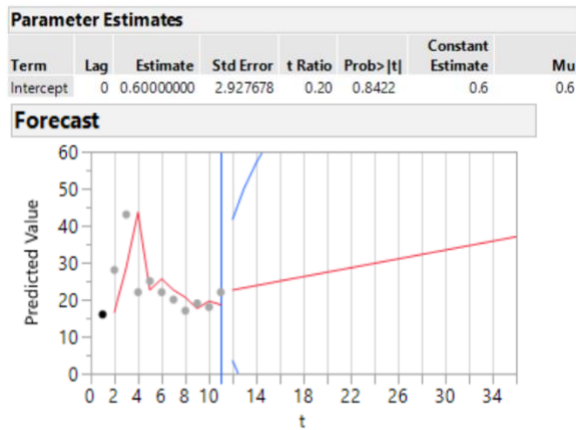 Parameter Estimates
Constant
Term Lag Estimate Std Error t Ratio Prob>|t| Estimate Mu
Intercept 0 0.60000000 2.927678 0.20 0.8422 0.6 0.6
Forecast
60
50
40
30
20
10
0
Predicted Value
0 2 4 6 8 10 14 18 22 26 30 34
t